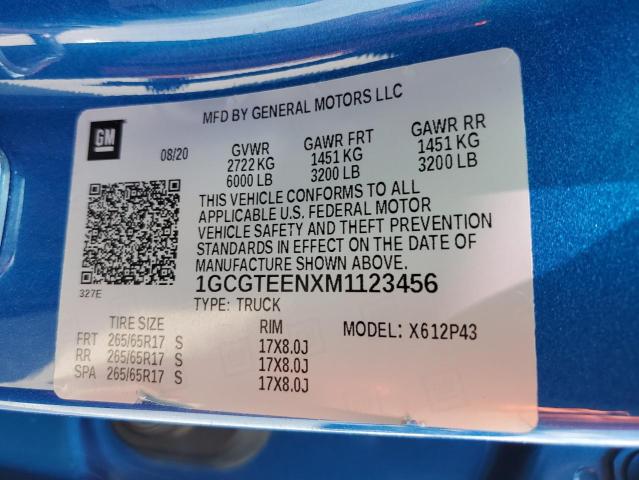 MFD BY GENERAL MOTORS LLC
GM
08/20
GVWR GAWR FRT GAWR RR
2722 KG 1451 KG 1451 KG
6000 LB 3200 LB 3200 LB
THIS VEHICLE CONFORMS TO ALL
APPLICABLE U.S. FEDERAL MOTOR
VEHICLE SAFETY AND THEFT PREVENTION
STANDARDS IN EFFECT ON THE DATE OF
MANUFACTURE SHOWN ABOVE.
327E
1GCGTEENXM1123456
TYPE: TRUCK
TIRE SIZE RIM MODEL: X612P43
FRT 265/65R17 S 17X8.0J
RR 265/65R17 S 17X8.0J
SPA 265/65R17 S 17X8.0J